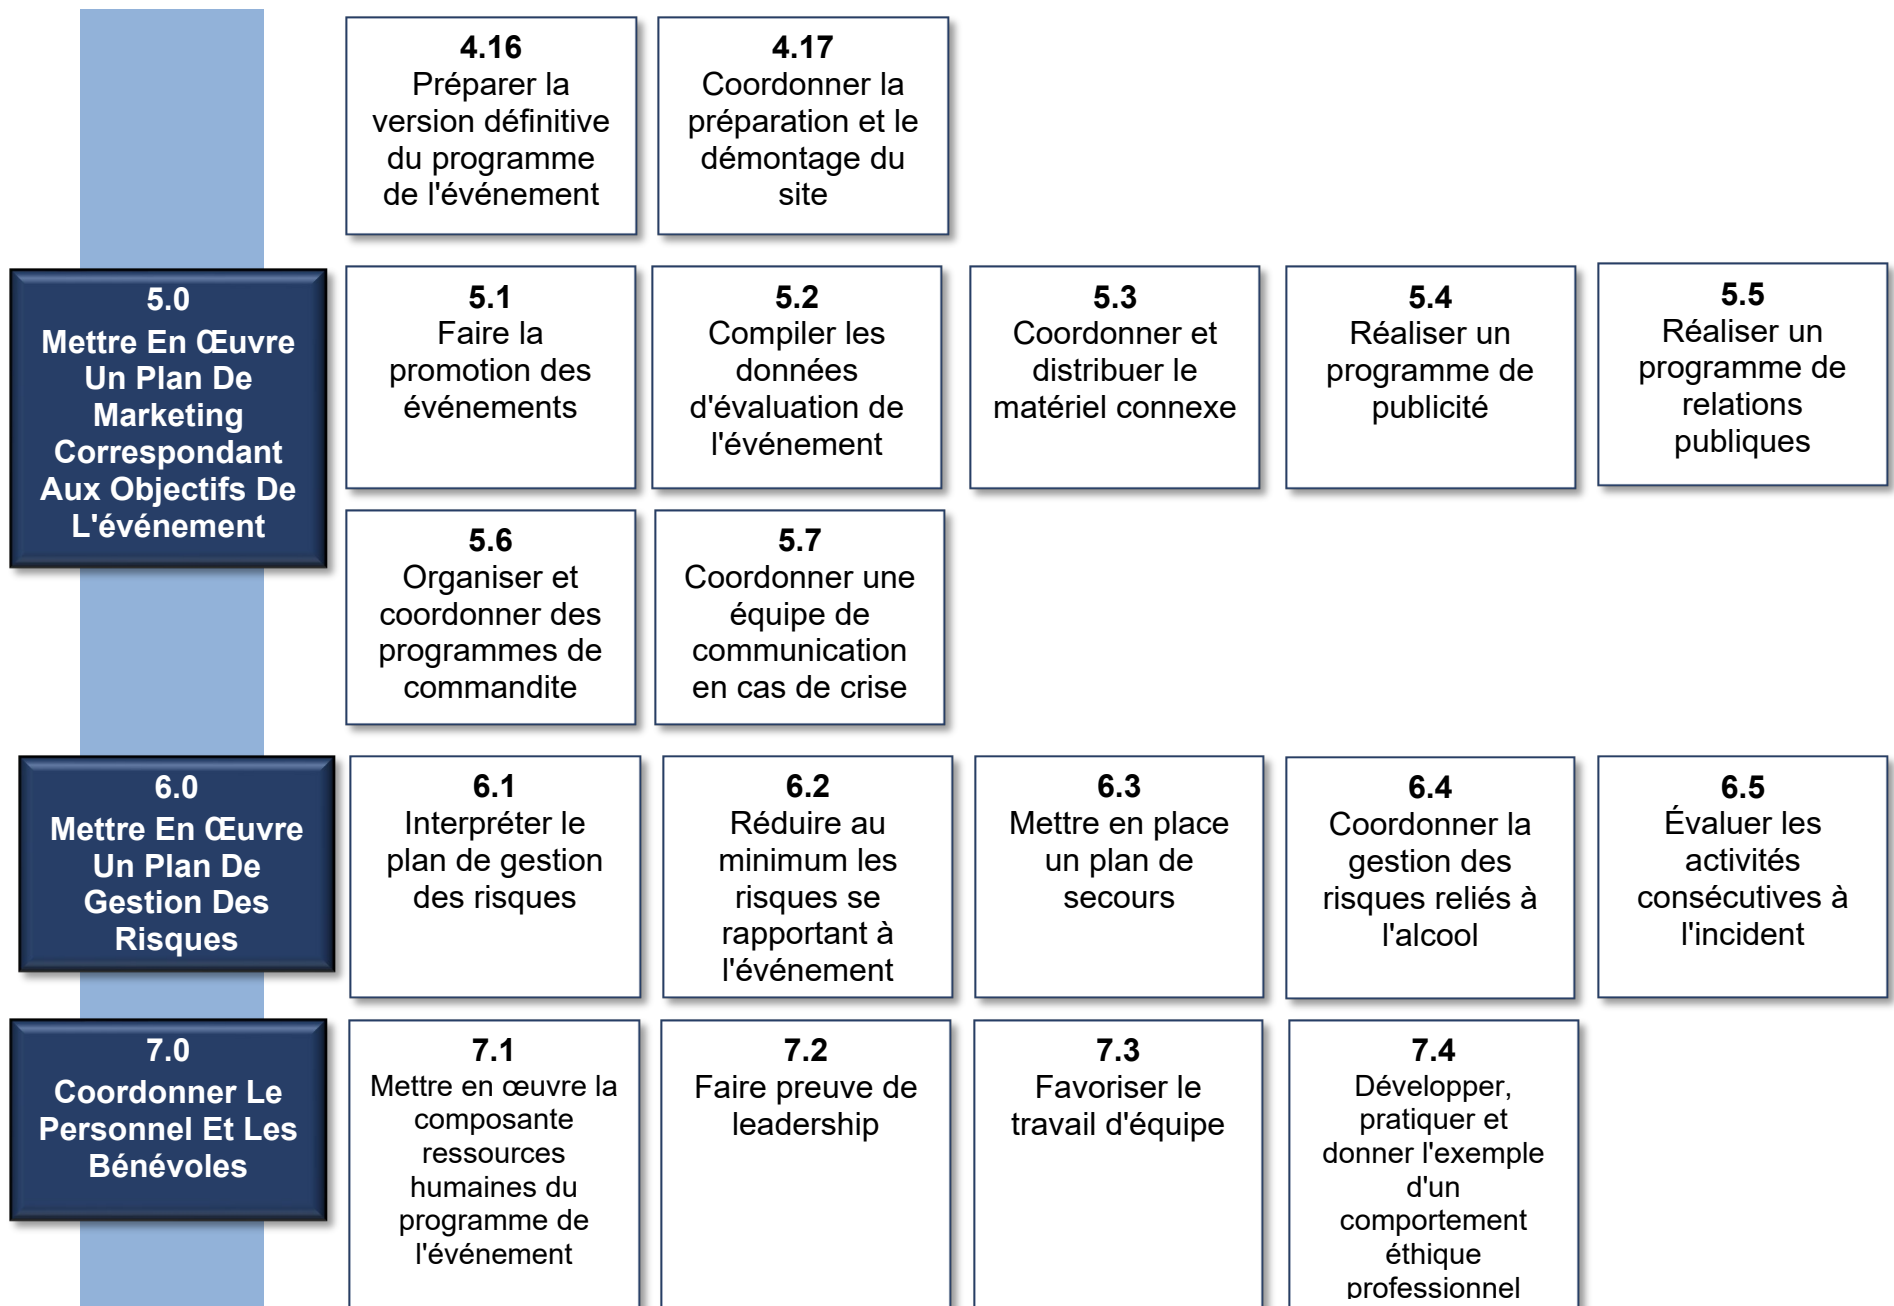 4.16
Préparer la
version définitive
du programme
de l'événement
4.17
Coordonner la
préparation et le
démontage du
site
5.0
Mettre En Œuvre
Un Plan De
Marketing
Correspondant
Aux Objectifs De
L'événement
5.1
Faire la
promotion des
événements
5.2
Compiler les
données
d'évaluation de
l'événement
5.3
Coordonner et
distribuer le
matériel connexe
5.4
Réaliser un
programme de
publicité
5.5
Réaliser un
programme de
relations
publiques
5.6
Organiser et
coordonner des
programmes de
commandite
5.7
Coordonner une
équipe de
communication
en cas de crise
6.0
Mettre En Œuvre
Un Plan De
Gestion Des
Risques
6.1
Interpréter le
plan de gestion
des risques
6.2
Réduire au
minimum les
risques se
rapportant à
l'événement
6.3
Mettre en place
un plan de
secours
6.4
Coordonner la
gestion des
risques reliés à
l'alcool
6.5
Évaluer les
activités
consécutives à
l'incident
7.0
Coordonner Le
Personnel Et Les
Bénévoles
7.1
Mettre en œuvre la
composante
ressources
humaines du
programme de
l'événement
7.2
Faire preuve de
leadership
7.3
Favoriser le
travail d'équipe
7.4
Développer,
pratiquer et
donner l'exemple
d'un
comportement
éthique
professionnel